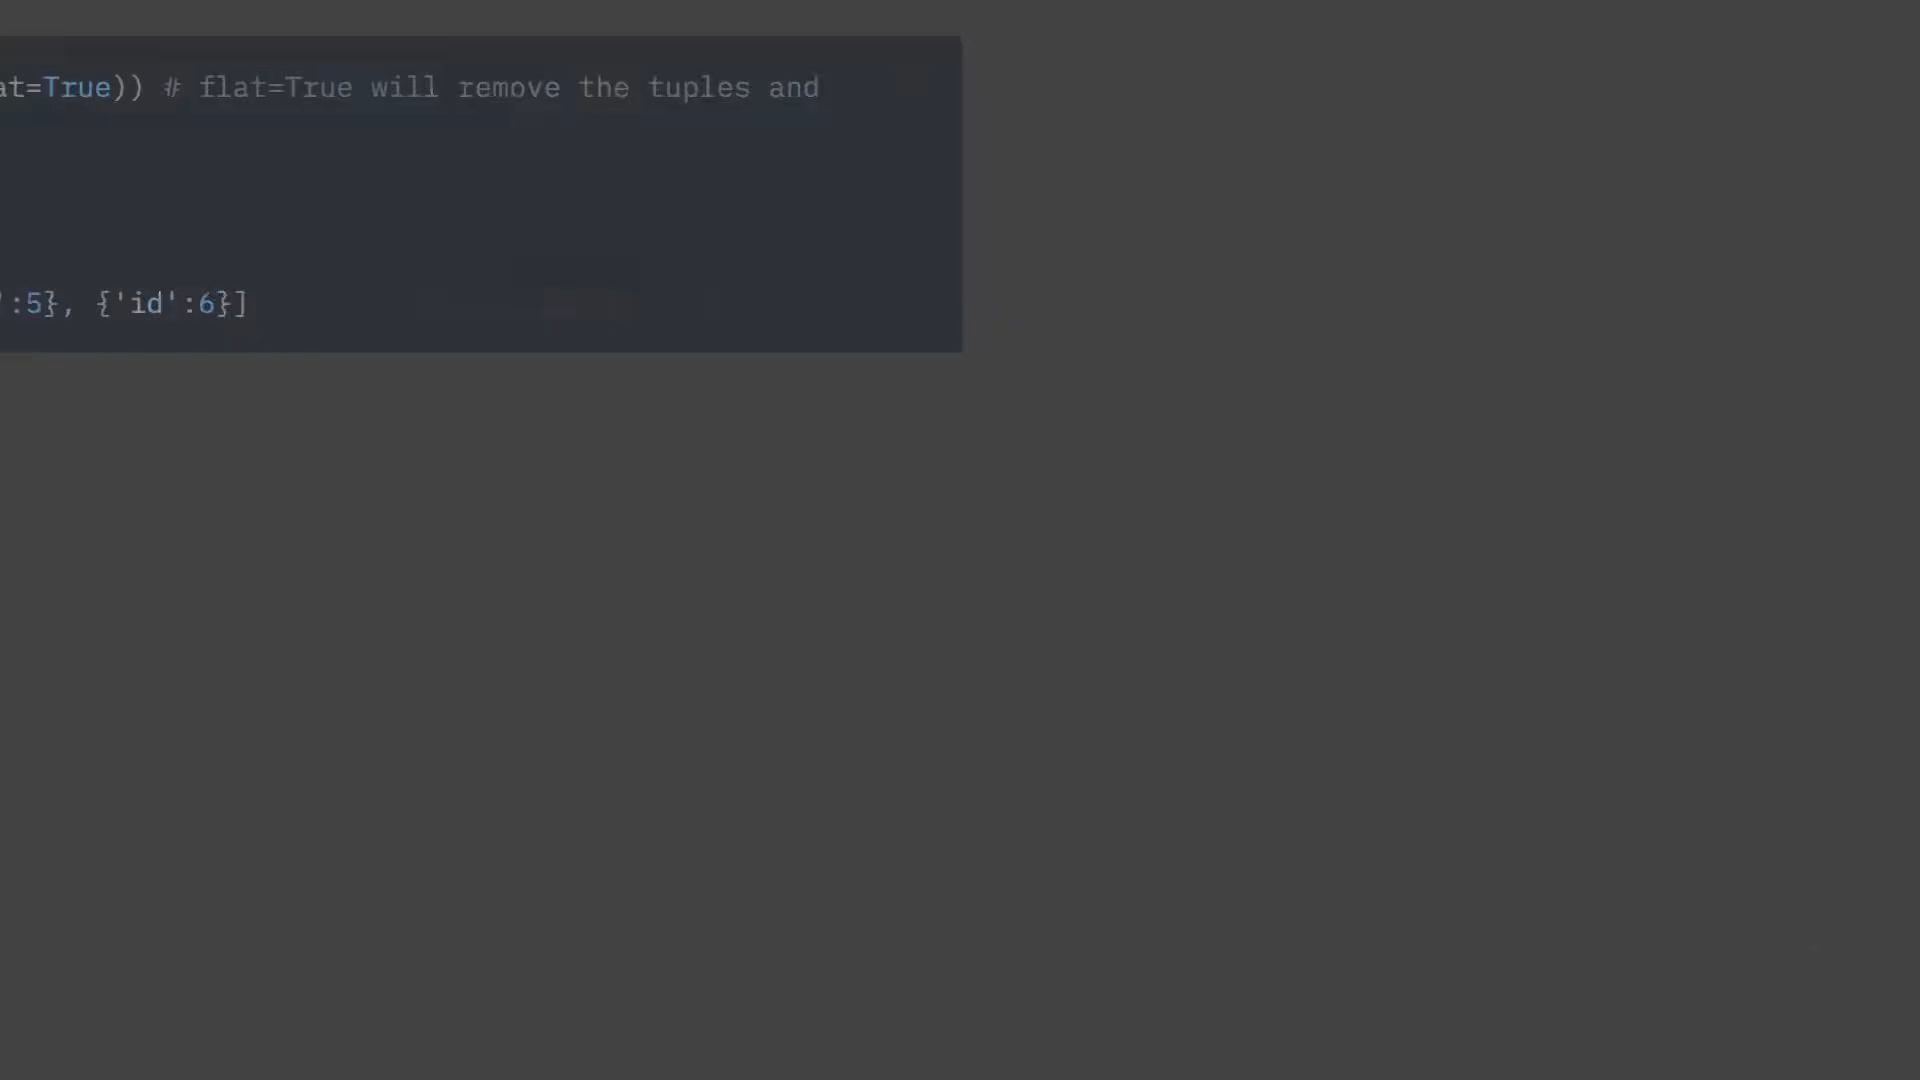 at=True)) # flat=True will remove the tuples and
':5}, {'id':6}]